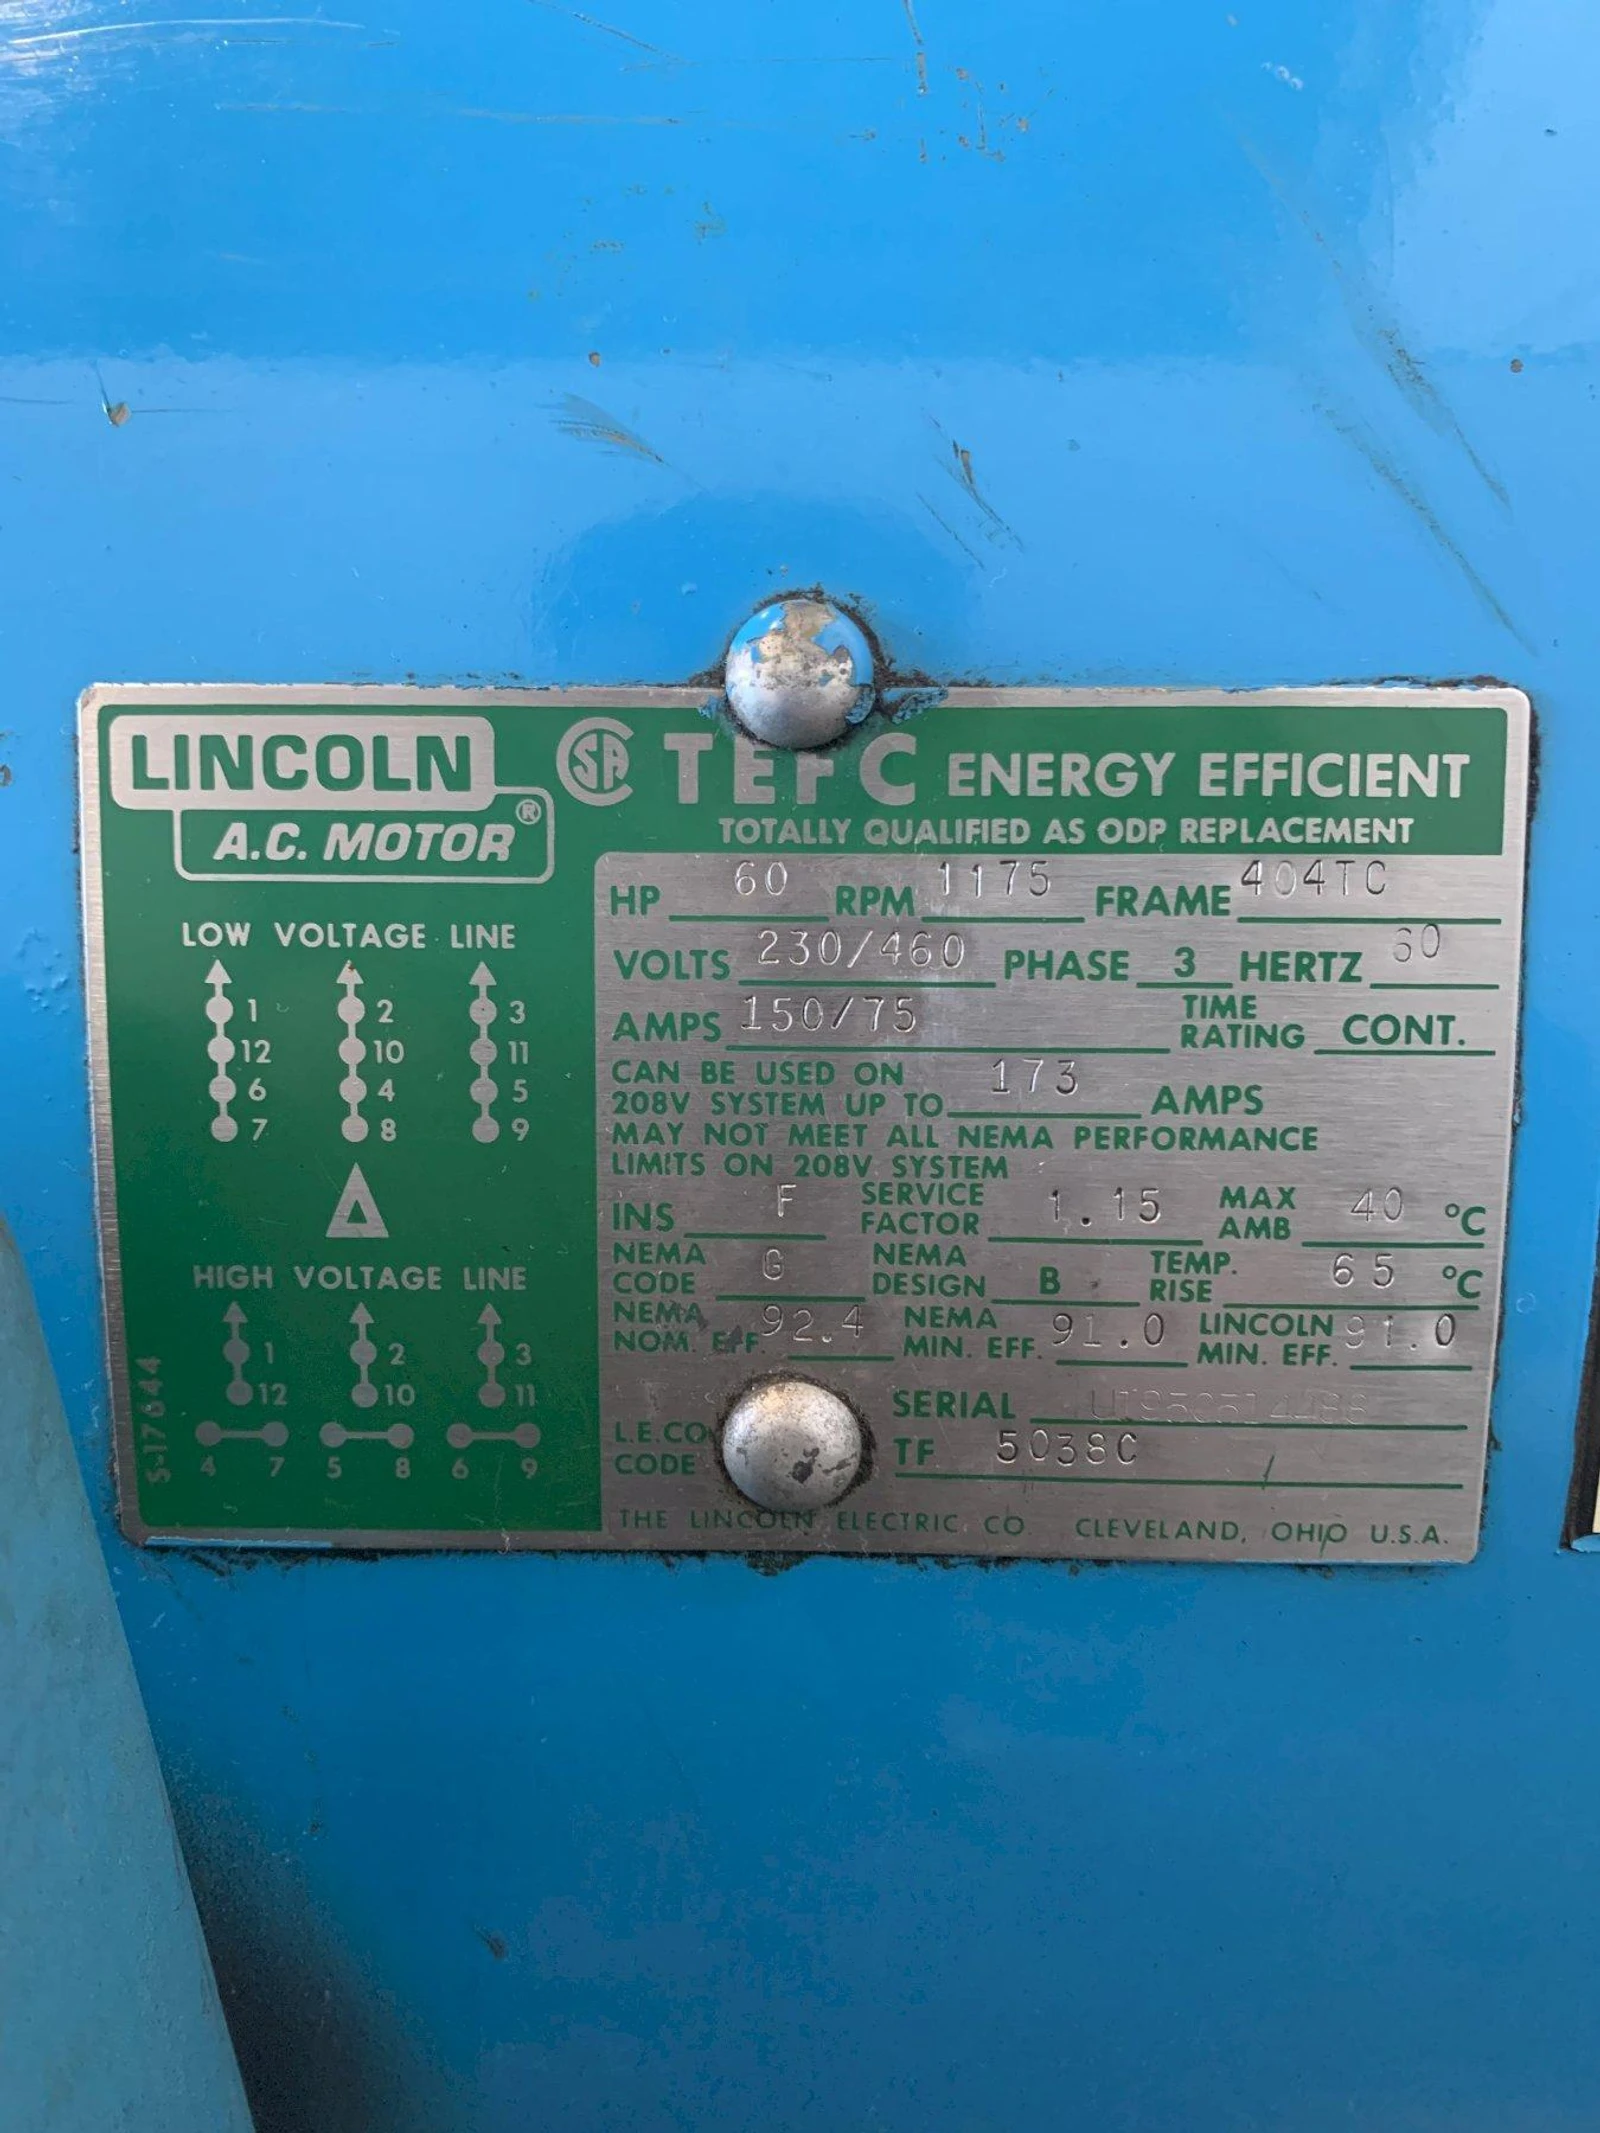 LINCOLN ®
A.C. MOTOR
SA TEFC ENERGY EFFICIENT
TOTALLY QUALIFIED AS ODP REPLACEMENT
LOW VOLTAGE LINE
1 2 3
12 10 11
6 4 5
7 8 9
HIGH VOLTAGE LINE
1 2 3
12 10 11
4 7 5 8 6 9
S-17644
HP 60 RPM 1175 FRAME 404TC
VOLTS 230/460 PHASE 3 HERTZ 60
AMPS 150/75 TIME RATING CONT.
CAN BE USED ON
208V SYSTEM UP TO 173 AMPS
MAY NOT MEET ALL NEMA PERFORMANCE
LIMITS ON 208V SYSTEM
INS F SERVICE FACTOR 1.15 MAX AMB 40 °C
NEMA CODE G NEMA DESIGN B TEMP. RISE 65 °C
NEMA NOM. EFF. 92.4 NEMA MIN. EFF. 91.0 LINCOLN MIN. EFF. 91.0
SERIAL
L.E.CO CODE TF 5038C
THE LINCOLN ELECTRIC CO. CLEVELAND, OHIO U.S.A.